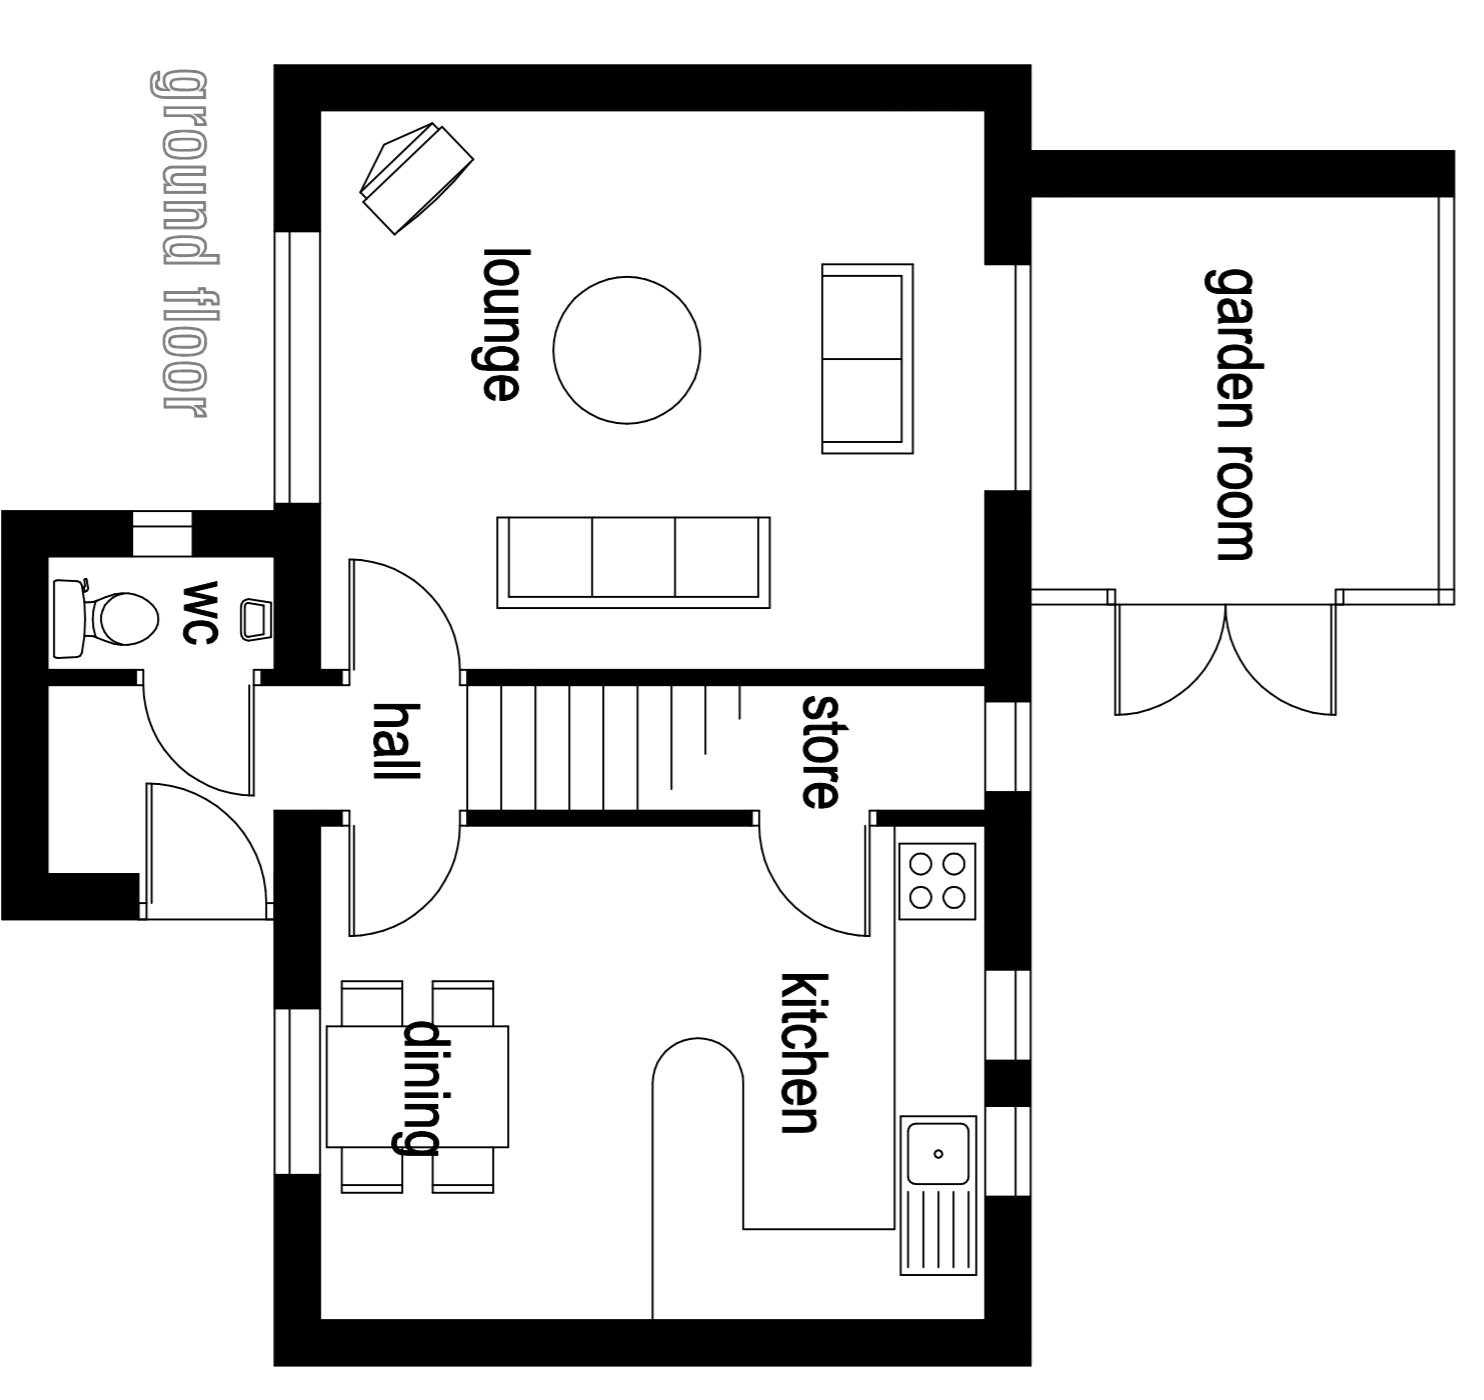 garden room
store
kitchen
lounge
hall
dining
wc
ground floor